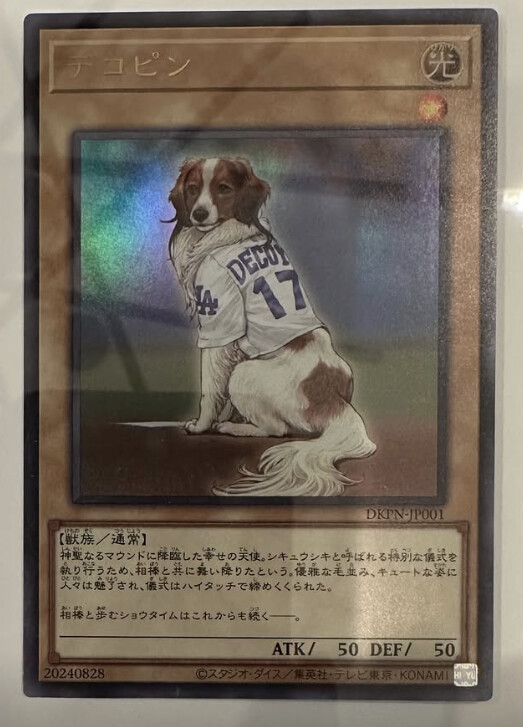 デコピン
光
DECOY
17
LA
DKPN-JP001
【獣族/通常】
神聖なるマウンドに降臨した幸せの天使。シキュウシキと呼ばれる特別な儀式を
執り行うため、相棒と共に舞い降りたという。優雅な毛並み、キュートな姿に
人々は魅了され、儀式はハイタッチで締めくくられた。
相棒と歩むショウタイムはこれからも続く――。
ATK/ 50 DEF/ 50
20240828 ©スタジオ・ダイス/集英社・テレビ東京・KONAMI